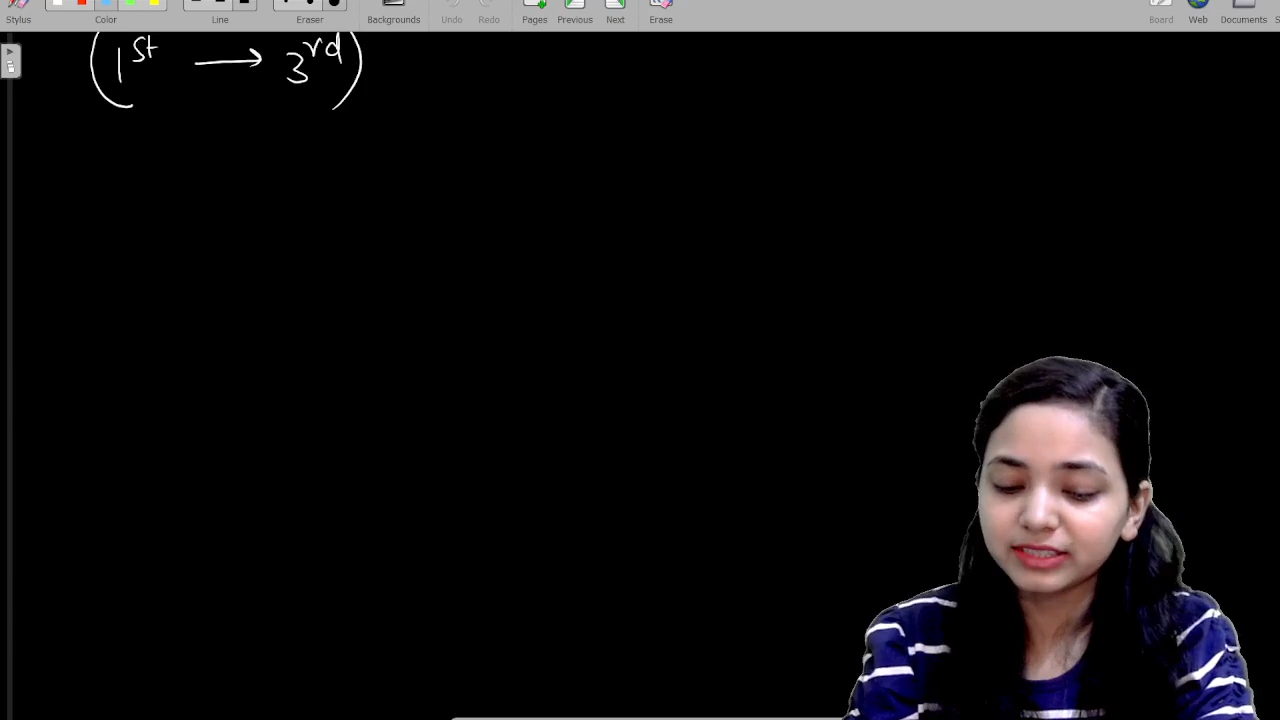 Stylus Color Line Eraser Backgrounds Undo Redo Pages Previous Next Erase Board Web Documents S
(1st → 3rd)